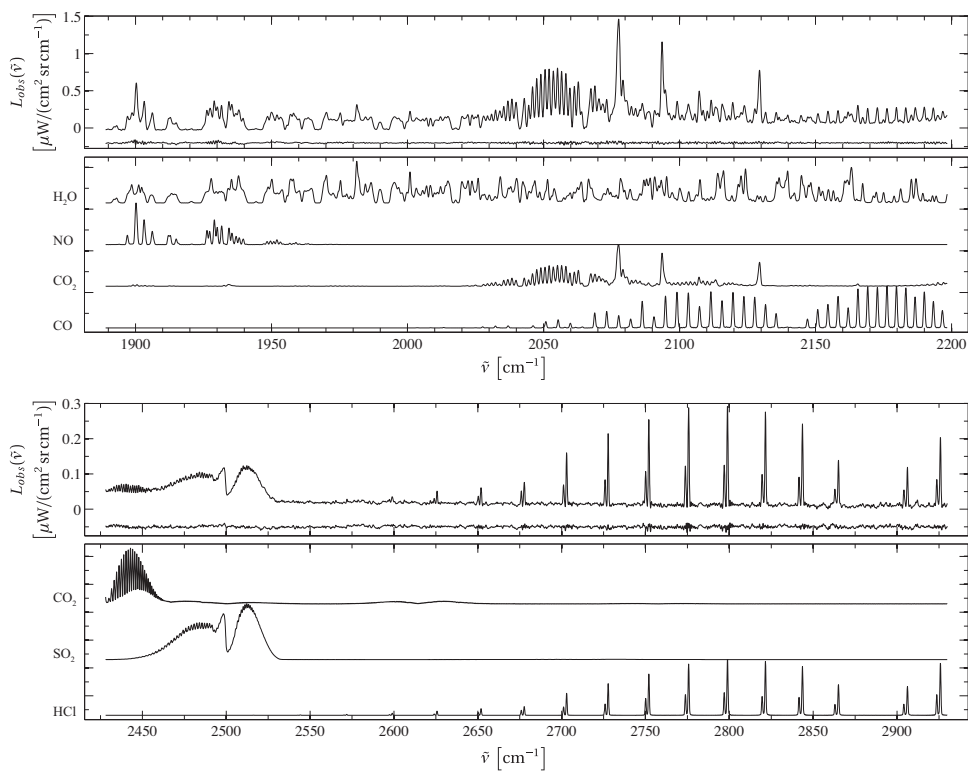 L_obs(ṽ)
[μW/(cm² sr cm⁻¹)]
1.5
1
0.5
0
H₂O
NO
CO₂
CO
1900 1950 2000 2050 2100 2150 2200
ṽ [cm⁻¹]
L_obs(ṽ)
[μW/(cm² sr cm⁻¹)]
0.3
0.2
0.1
0
CO₂
SO₂
HCl
2450 2500 2550 2600 2650 2700 2750 2800 2850 2900
ṽ [cm⁻¹]